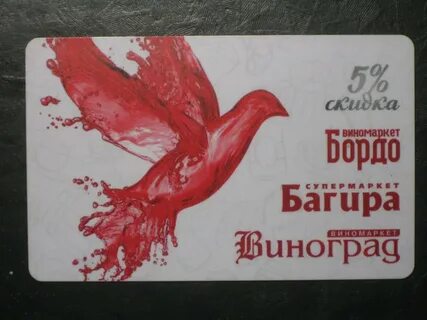 5%
скидка
виномаркет
Бордо
СУПЕРМАРКЕТ
Багира
ВИНОМАРКЕТ
Виноград